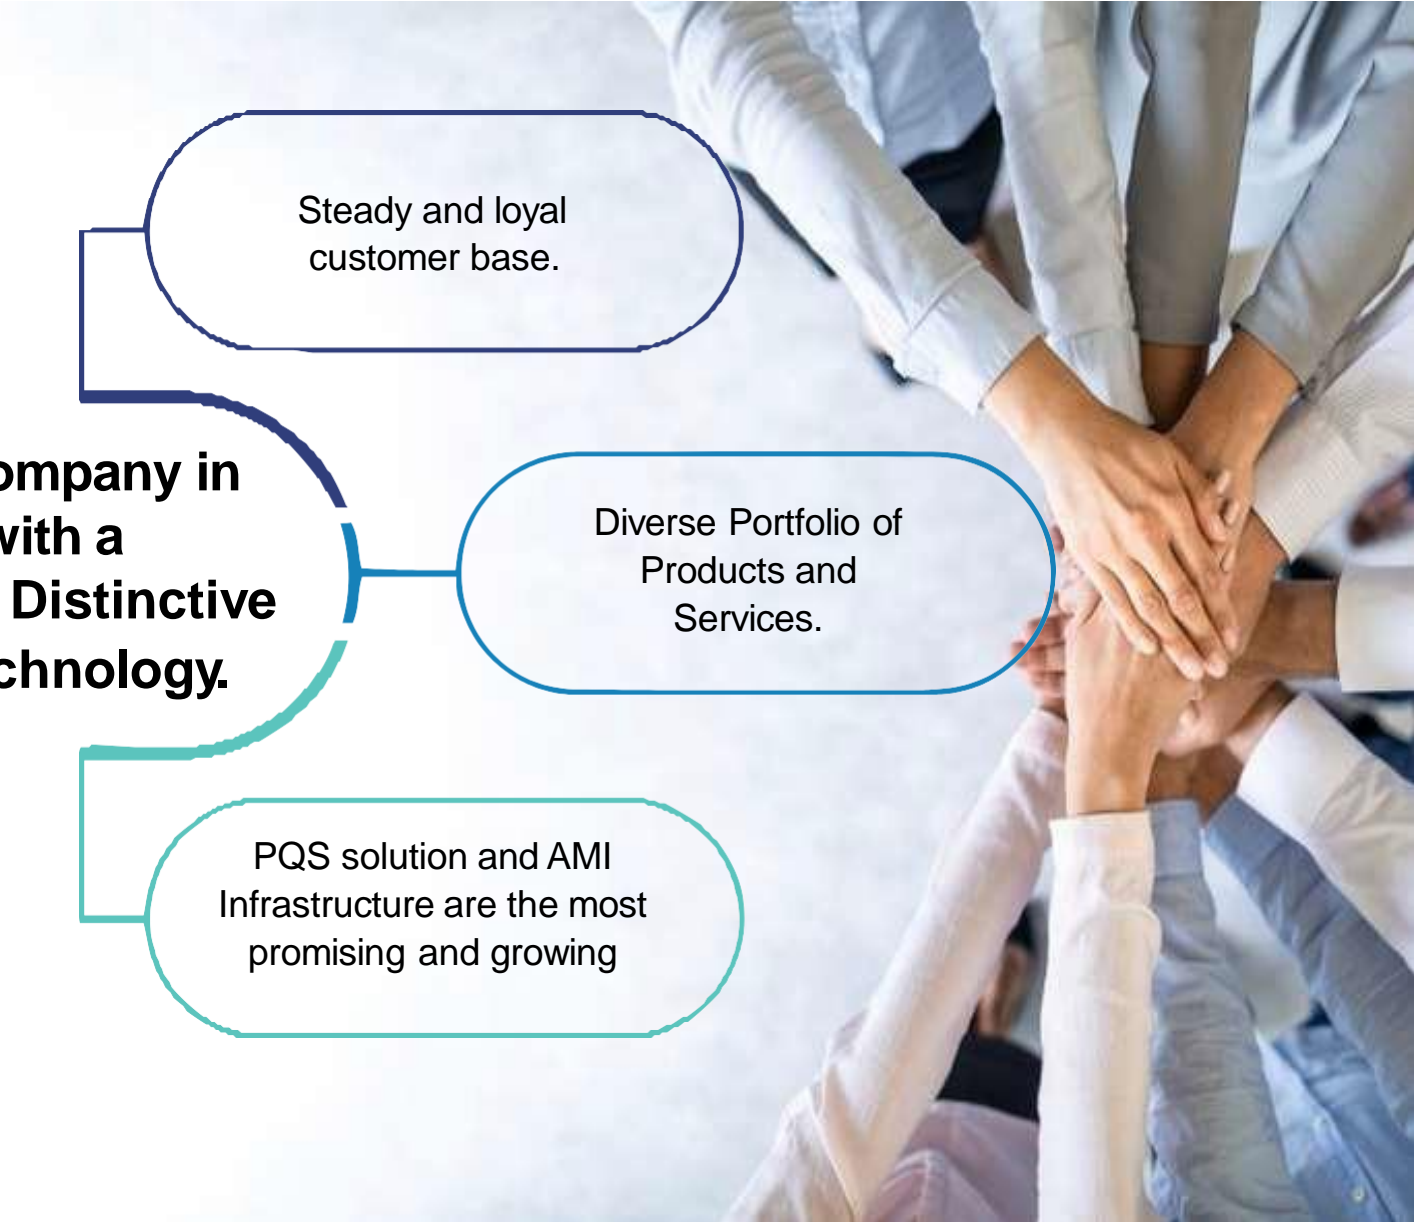 Steady and loyal
customer base.
ompany in
with a
Distinctive
chnology.
Diverse Portfolio of
Products and
Services.
PQS solution and AMI
Infrastructure are the most
promising and growing